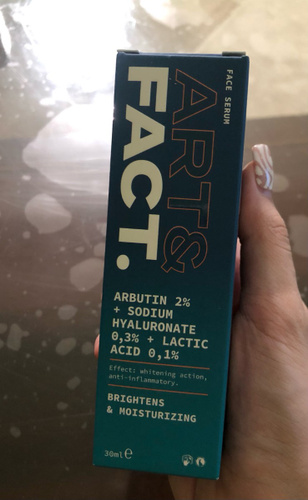 FACE SERUM
ART&
FACT.
ARBUTIN 2%
+ SODIUM
HYALURONATE
0,3% + LACTIC
ACID 0,1%
Effect: whitening action,
anti-inflammatory.
BRIGHTENS
& MOISTURIZING
30ml℮